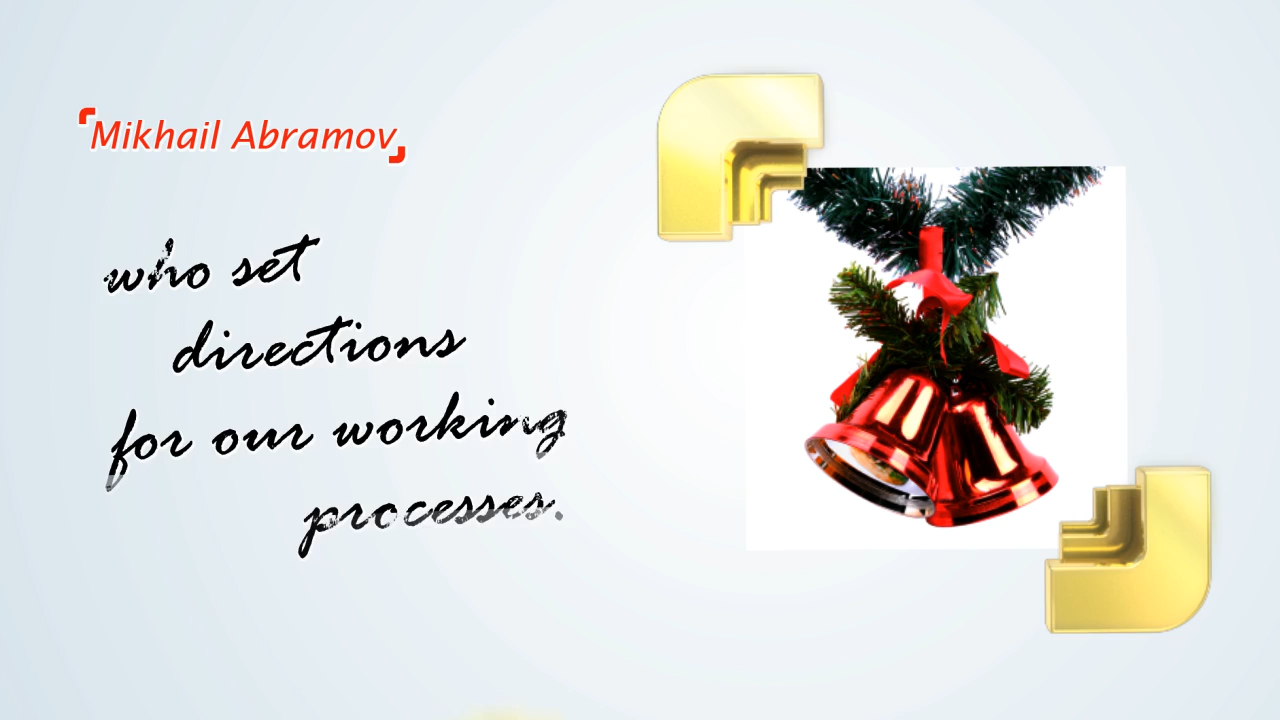 Mikhail Abramov
who set
directions
for our working
processes.